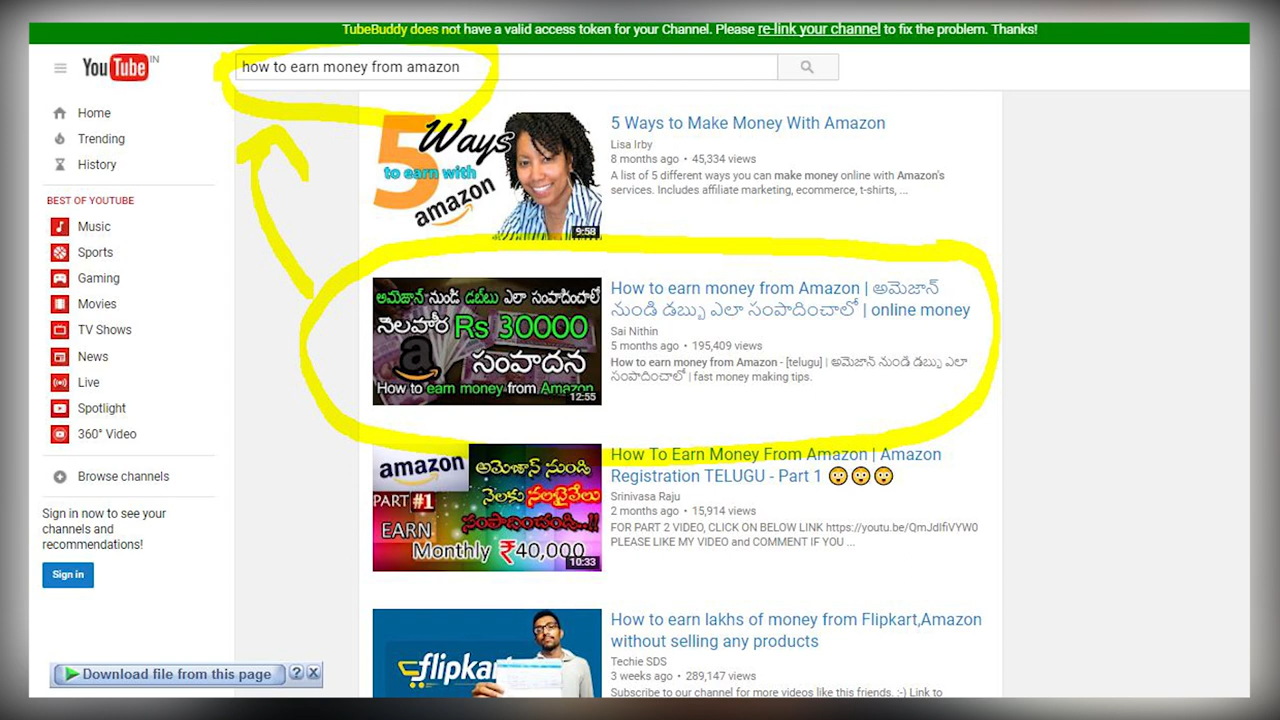 TubeBuddy does not have a valid access token for your Channel. Please re-link your channel to fix the problem. Thanks!
YouTube IN
how to earn money from amazon
Home
Trending
History
BEST OF YOUTUBE
Music
Sports
Gaming
Movies
TV Shows
News
Live
Spotlight
360° Video
Browse channels
Sign in now to see your
channels and
recommendations!
Sign in
Download file from this page ? X
5 Ways
to earn with
amazon
9:58
5 Ways to Make Money With Amazon
Lisa Irby
8 months ago • 45,334 views
A list of 5 different ways you can make money online with Amazon's
services. Includes affiliate marketing, ecommerce, t-shirts, ...
అమెజాన్ నుండి డబ్బు ఎలా సంపాదించాలో
నెలవారీ Rs 30000
a సంపాదన
How to earn money from Amazon
12:55
How to earn money from Amazon | అమెజాన్
నుండి డబ్బు ఎలా సంపాదించాలో | online money
Sai Nithin
5 months ago • 195,409 views
How to earn money from Amazon - [telugu] | అమెజాన్ నుండి డబ్బు ఎలా
సంపాదించాలో | fast money making tips.
amazon
అమెజాన్ నుండి
PART #1
నెలకు నలభైవేలు
సంపాదించండి..!!
EARN
Monthly ₹40,000
10:33
How To Earn Money From Amazon | Amazon
Registration TELUGU - Part 1 😲😲😲
Srinivasa Raju
2 months ago • 15,914 views
FOR PART 2 VIDEO, CLICK ON BELOW LINK https://youtu.be/QmJdIfiVYW0
PLEASE LIKE MY VIDEO and COMMENT IF YOU ...
flipkart
How to earn lakhs of money from Flipkart,Amazon
without selling any products
Techie SDS
3 weeks ago • 289,147 views
Subscribe to our channel for more videos like this friends. :-) Link to